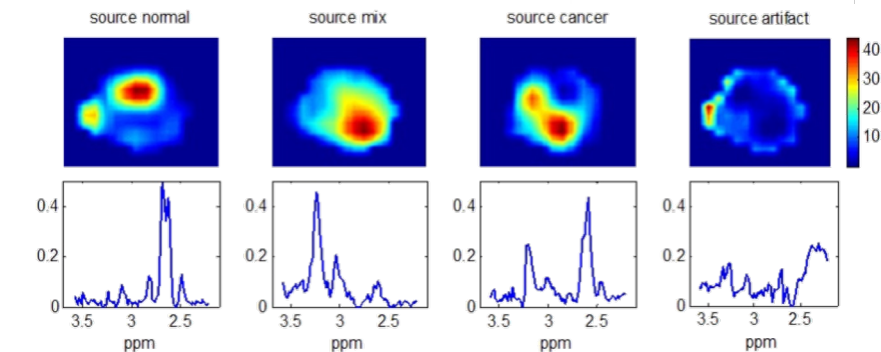 source normal source mix source cancer source artifact
40
30
20
10
0.4 0.4 0.4 0.4
0.2 0.2 0.2 0.2
0 0 0 0
3.5 3 2.5 3.5 3 2.5 3.5 3 2.5 3.5 3 2.5
ppm ppm ppm ppm